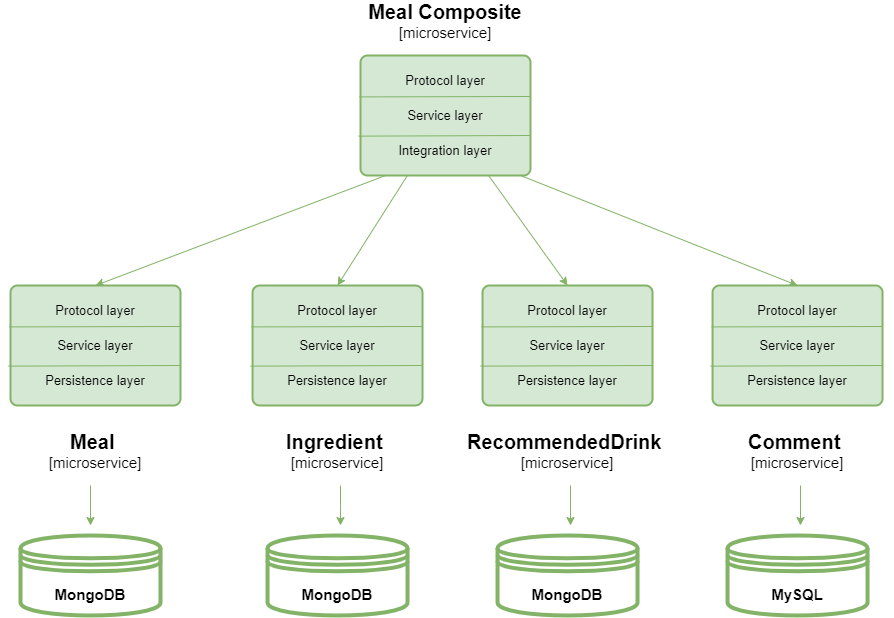 Meal Composite
[microservice]
Protocol layer
Service layer
Integration layer
Protocol layer
Service layer
Persistence layer
Meal
[microservice]
MongoDB
Protocol layer
Service layer
Persistence layer
Ingredient
[microservice]
MongoDB
Protocol layer
Service layer
Persistence layer
RecommendedDrink
[microservice]
MongoDB
Protocol layer
Service layer
Persistence layer
Comment
[microservice]
MySQL